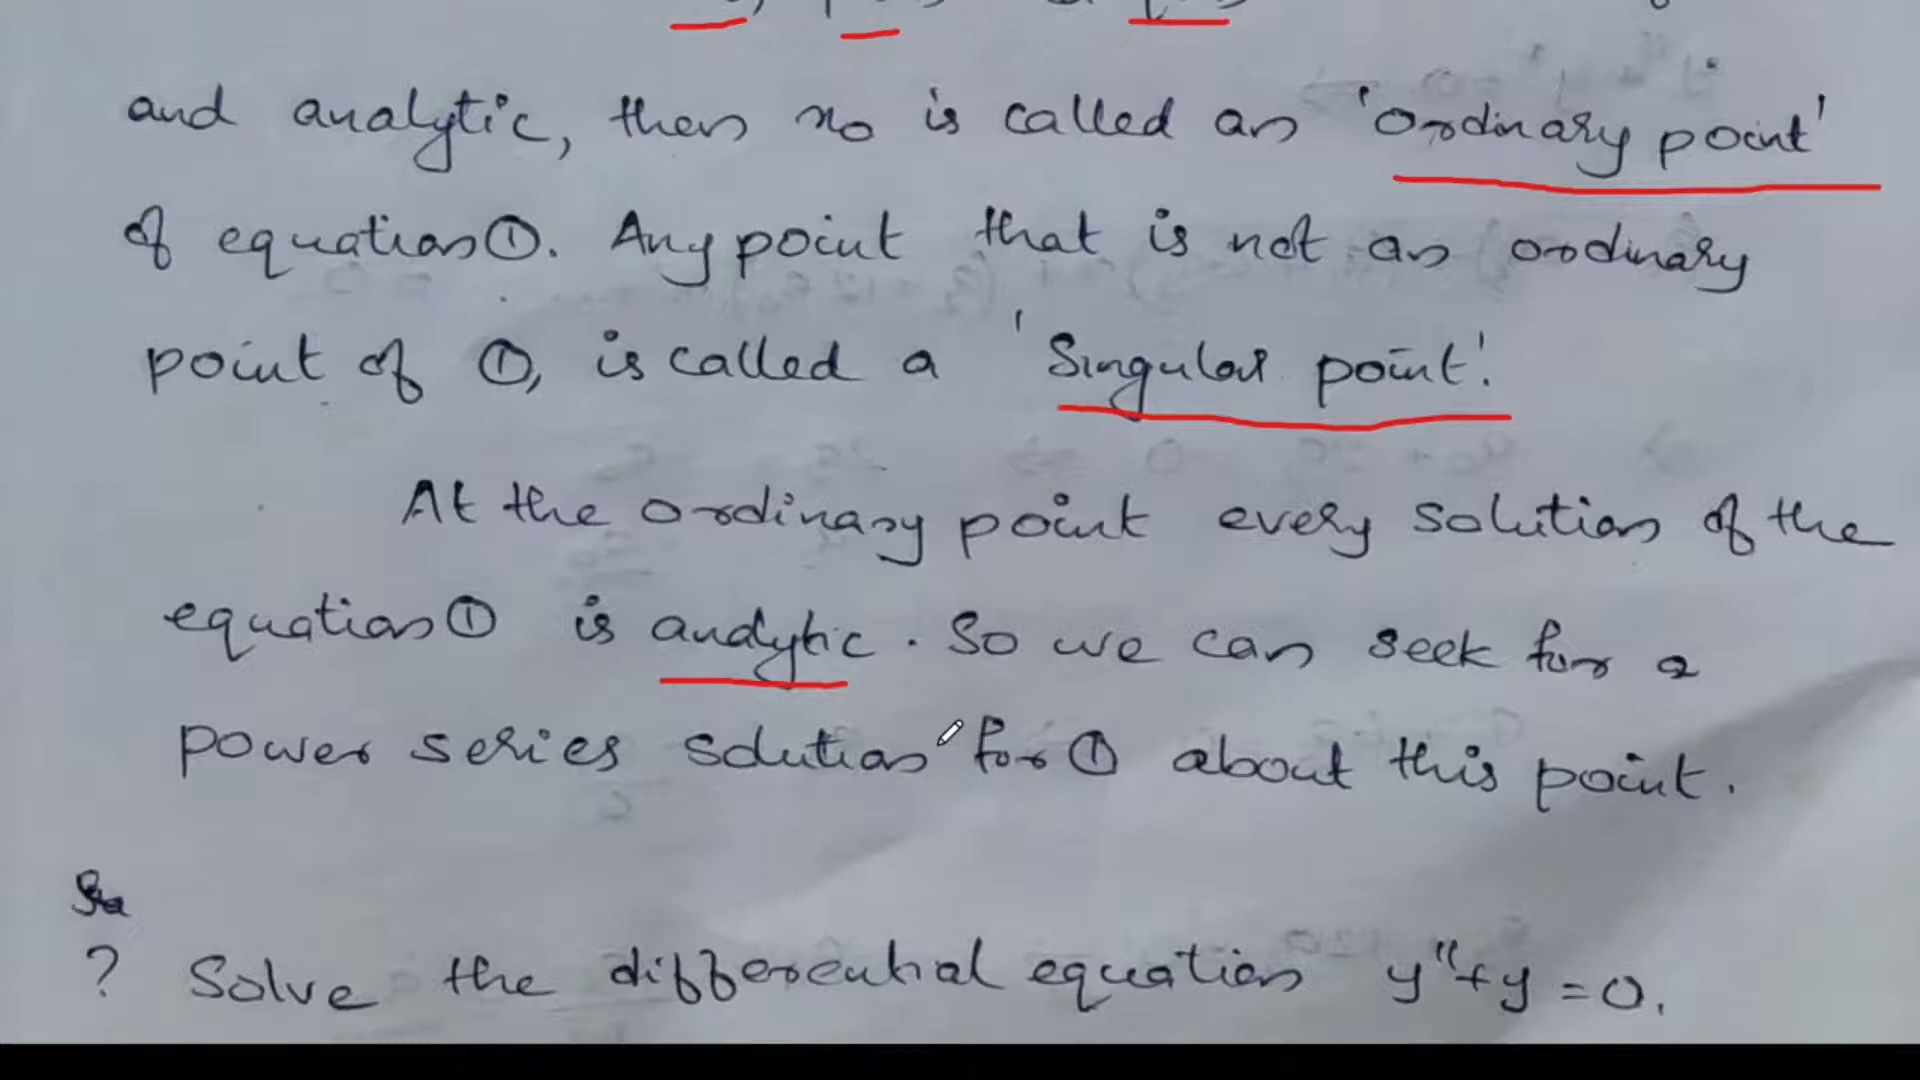 and analytic, then x₀ is called an 'ordinary point'
of equation ①. Any point that is not an ordinary
point of ①, is called a 'Singular point'.
At the ordinary point every solution of the
equation ① is analytic. So we can seek for a
power series solution for ① about this point.
? Solve the differential equation y''+y=0.